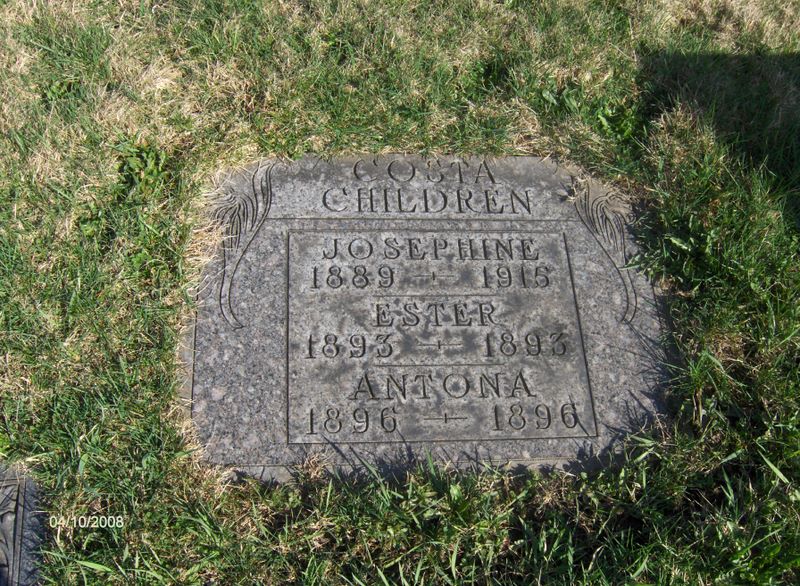 COSTA
CHILDREN
JOSEPHINE
1889 + 1915
ESTER
1893 + 1893
ANTONA
1896 + 1896
04/10/2008